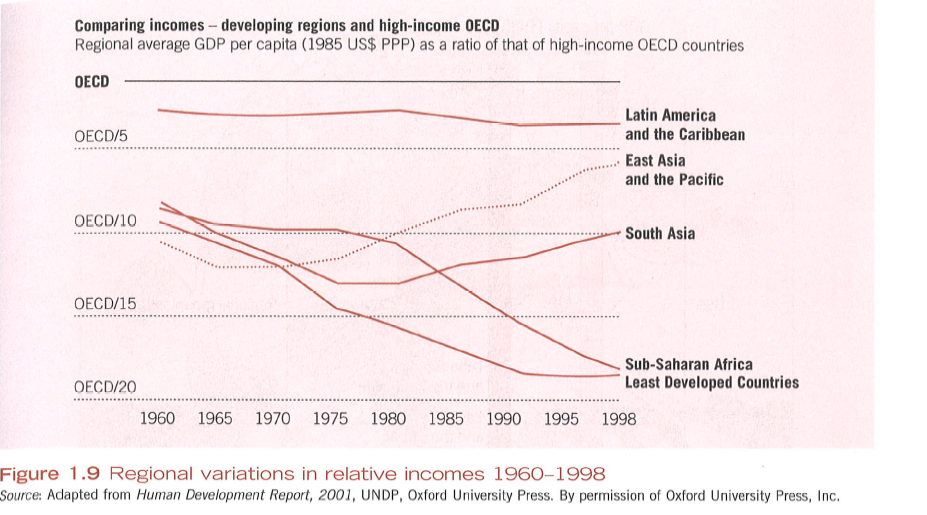 Comparing incomes – developing regions and high-income OECD
Regional average GDP per capita (1985 US$ PPP) as a ratio of that of high-income OECD countries
OECD
Latin America
and the Caribbean
OECD/5
East Asia
and the Pacific
OECD/10
South Asia
OECD/15
Sub-Saharan Africa
Least Developed Countries
OECD/20
1960 1965 1970 1975 1980 1985 1990 1995 1998
Figure 1.9 Regional variations in relative incomes 1960–1998
Source: Adapted from Human Development Report, 2001, UNDP, Oxford University Press. By permission of Oxford University Press, Inc.